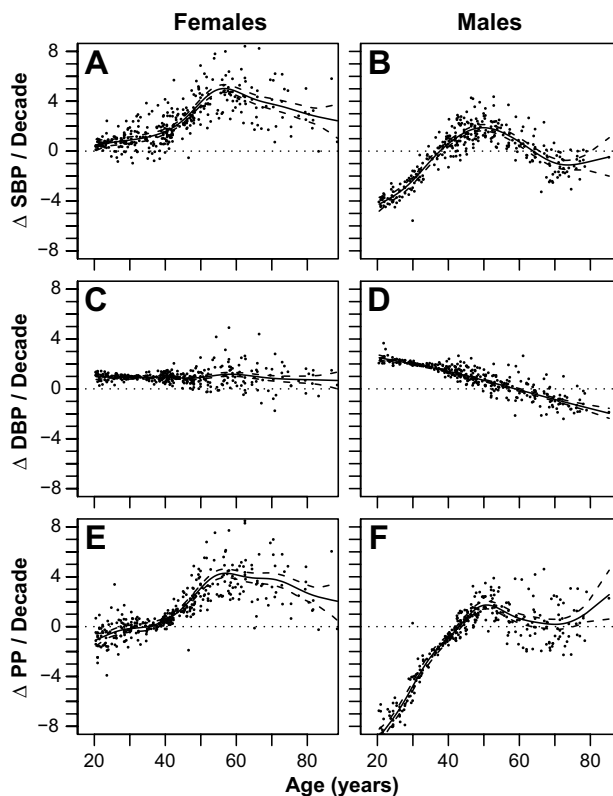 Females Males
A B
Δ SBP / Decade
8
4
0
−4
−8
C D
Δ DBP / Decade
8
4
0
−4
−8
E F
Δ PP / Decade
8
4
0
−4
−8
20 40 60 80 20 40 60 80
Age (years)